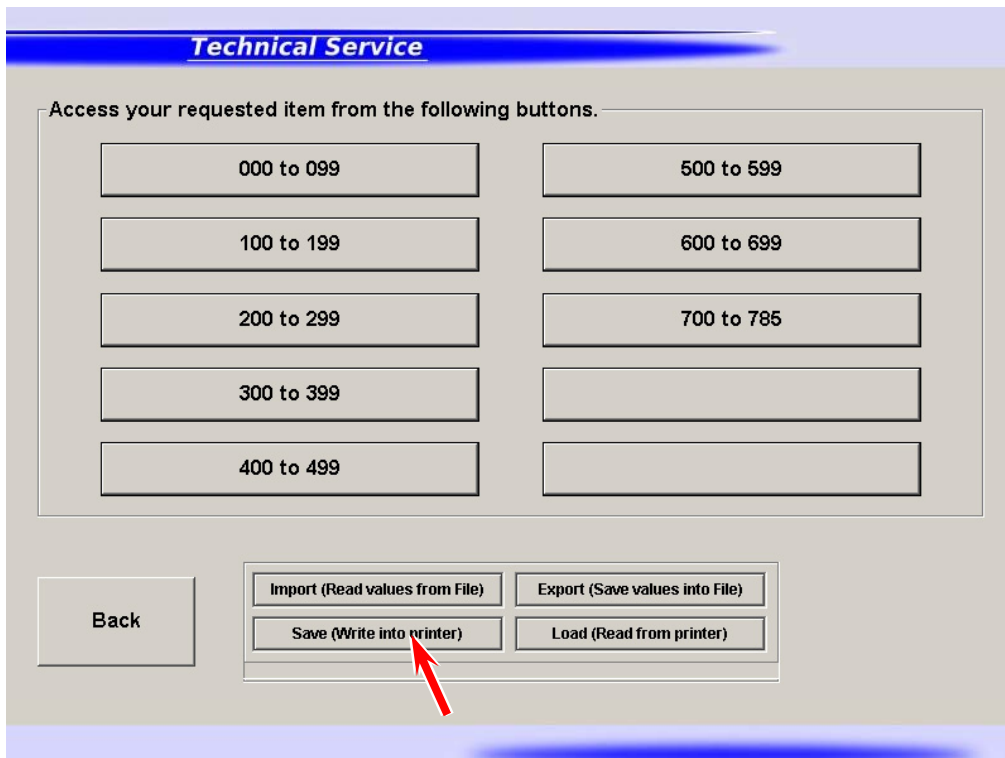 Technical Service
Access your requested item from the following buttons.
000 to 099
500 to 599
100 to 199
600 to 699
200 to 299
700 to 785
300 to 399
400 to 499
Import (Read values from File)
Export (Save values into File)
Back
Save (Write into printer)
Load (Read from printer)